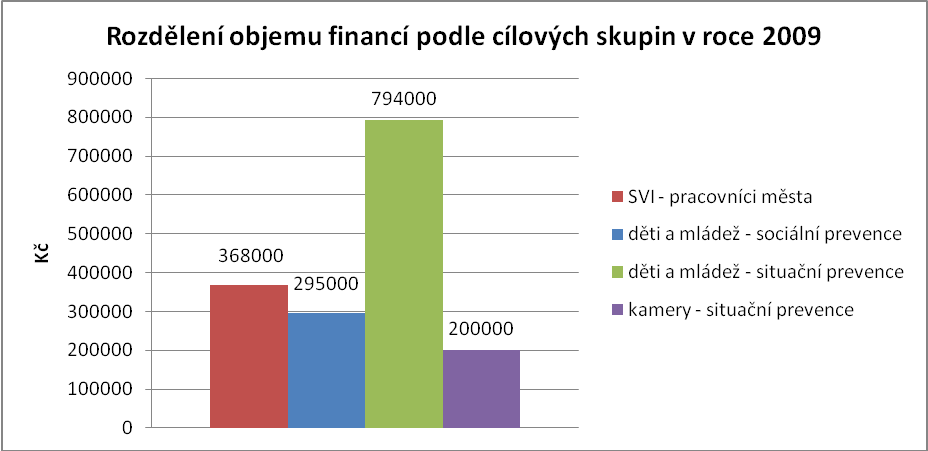 Rozdělení objemu financí podle cílových skupin v roce 2009
900000
800000
700000
600000
500000
400000
300000
200000
100000
0
Kč
368000
295000
794000
200000
SVI - pracovníci města
děti a mládež - sociální prevence
děti a mládež - situační prevence
kamery - situační prevence